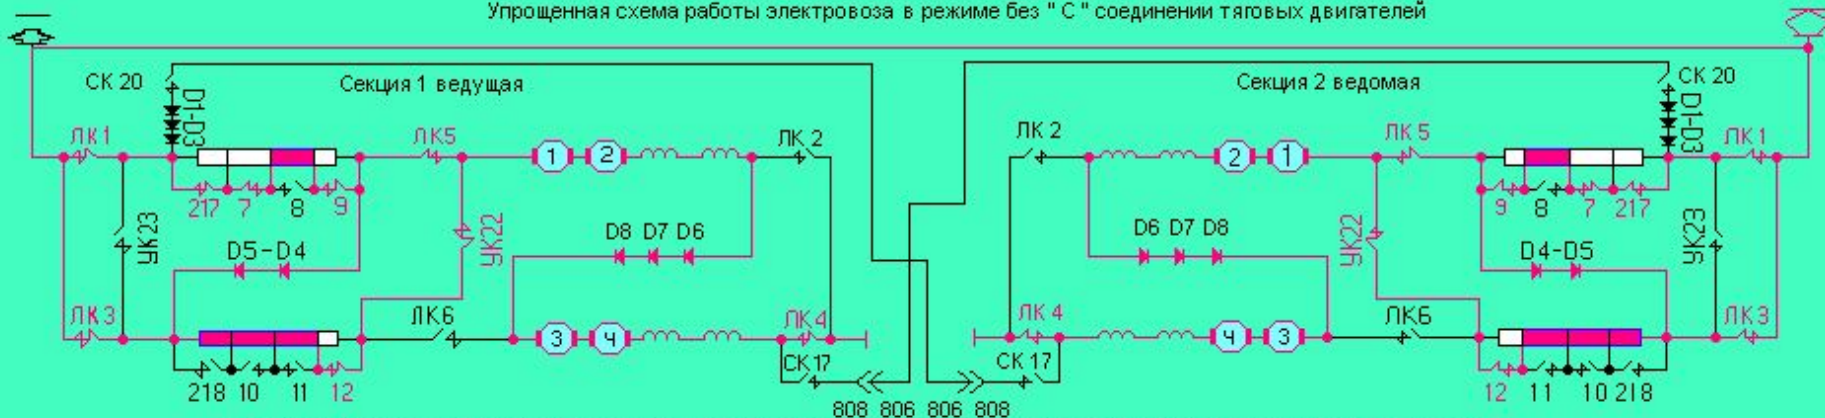 Упрощенная схема работы электровоза в режиме без " С " соединении тяговых двигателей
СК 20 Секция 1 ведущая Секция 2 ведомая СК 20
ЛК1 D1-D3 ЛК5 1 2 ЛК 2 ЛК 2 2 1 ЛК 5 D1-D3 ЛК1
217 7 8 9 9 8 7 217
УК23 УК22 УК22 УК23
D5-D4 D8 D7 D6 D6 D7 D8 D4-D5
ЛК3 ЛК6 3 4 ЛК4 ЛК 4 4 3 ЛК6 ЛК3
СК17 СК 17
218 10 11 12 12 11 10 218
808 806 806 808